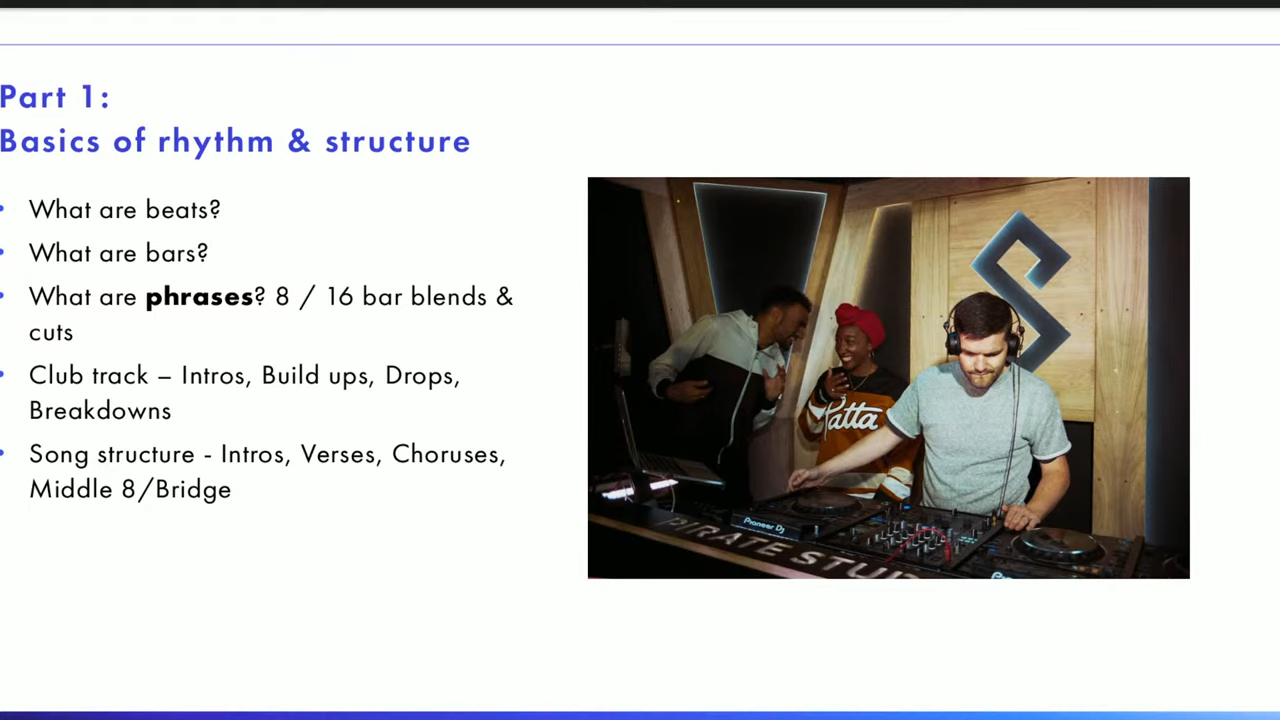 Part 1:
Basics of rhythm & structure
• What are beats?
• What are bars?
• What are phrases? 8 / 16 bar blends &
cuts
• Club track – Intros, Build ups, Drops,
Breakdowns
• Song structure - Intros, Verses, Choruses,
Middle 8/Bridge
Patta
Pioneer Dj
PIRATE STUD